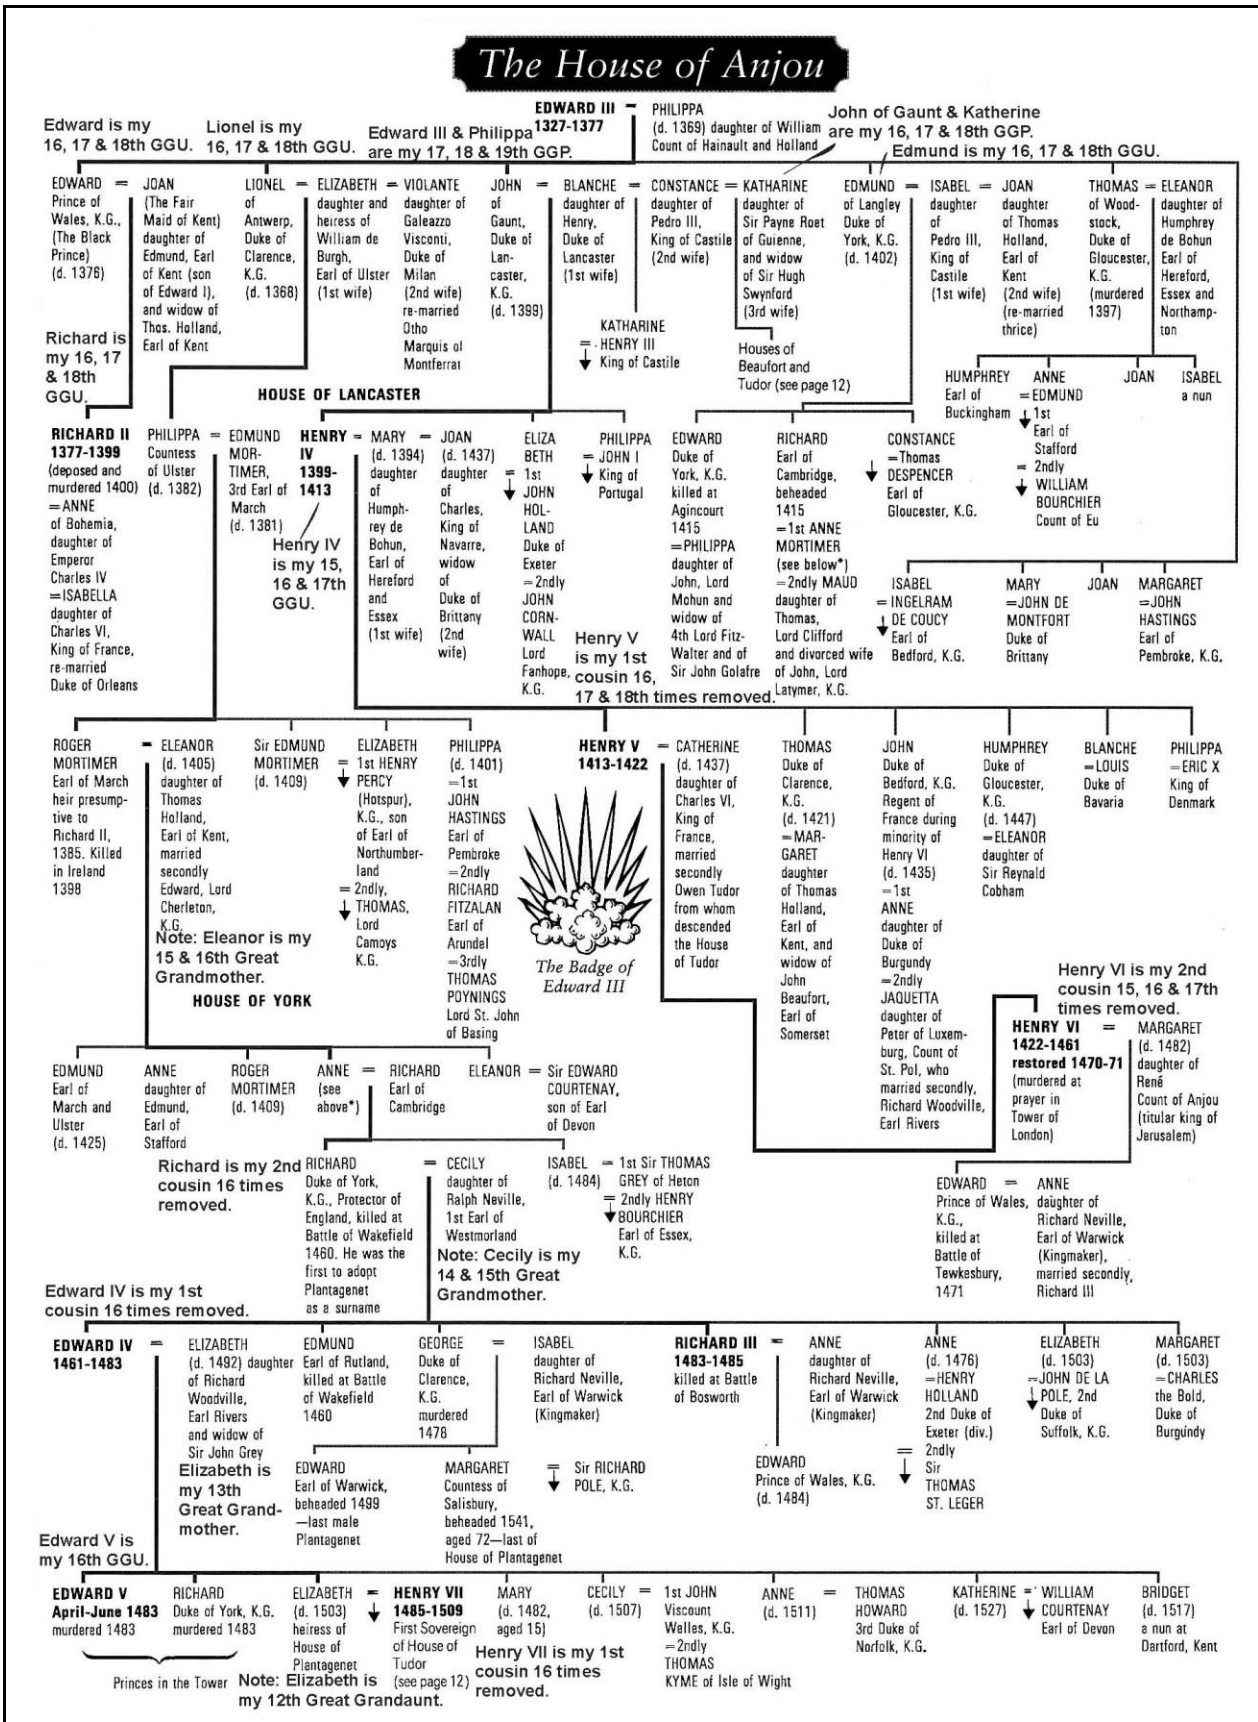 The House of Anjou
EDWARD III =
1327-1377
PHILIPPA
(d. 1369) daughter of William
Count of Hainault and Holland
Edward is my
16, 17 & 18th GGU.
Lionel is my
16, 17 & 18th GGU.
Edward III & Philippa
are my 17, 18 & 19th GGP.
John of Gaunt & Katherine
are my 16, 17 & 18th GGP.
Edmund is my 16, 17 & 18th GGU.
EDWARD =
Prince of
Wales, K.G.,
(The Black
Prince)
(d. 1376)
JOAN
(The Fair
Maid of Kent)
daughter of
Edmund, Earl
of Kent (son
of Edward I),
and widow of
Thos. Holland,
Earl of Kent
LIONEL =
of
Antwerp,
Duke of
Clarence,
K.G.
(d. 1368)
ELIZABETH =
daughter and
heiress of
William de
Burgh,
Earl of Ulster
(1st wife)
VIOLANTE
daughter of
Galeazzo
Visconti,
Duke of
Milan
(2nd wife)
re-married
Otho
Marquis of
Montferrat
JOHN =
of
Gaunt,
Duke of
Lan-
caster,
K.G.
(d. 1399)
BLANCHE =
daughter of
Henry,
Duke of
Lancaster
(1st wife)
CONSTANCE =
daughter of
Pedro III,
King of Castile
(2nd wife)
KATHARINE
daughter of
Sir Payne Roet
of Guienne,
and widow
of Sir Hugh
Swynford
(3rd wife)
EDMUND =
of Langley
Duke of
York, K.G.
(d. 1402)
ISABEL =
daughter
of
Pedro III,
King of
Castile
(1st wife)
JOAN
daughter
of Thomas
Holland,
Earl of
Kent
(2nd wife)
(re-married
thrice)
THOMAS =
of Wood-
stock,
Duke of
Gloucester,
K.G.
(murdered
1397)
ELEANOR
daughter of
Humphrey
de Bohun
Earl of
Hereford,
Essex and
Northamp-
ton
Richard is
my 16, 17
& 18th
GGU.
KATHARINE
= HENRY III
King of Castile
Houses of
Beaufort and
Tudor (see page 12)
HUMPHREY
Earl of
Buckingham
ANNE
= EDMUND
1st
Earl of
Stafford
= 2ndly
WILLIAM
BOURCHIER
Count of Eu
JOAN
ISABEL
a nun
HOUSE OF LANCASTER
RICHARD II
1377-1399
(deposed and
murdered 1400)
=ANNE
of Bohemia,
daughter of
Emperor
Charles IV
=ISABELLA
daughter of
Charles VI,
King of France,
re-married
Duke of Orleans
PHILIPPA =
Countess
of Ulster
(d. 1382)
EDMUND
MOR-
TIMER,
3rd Earl of
March
(d. 1381)
HENRY =
IV
1399-
1413
Henry IV
is my 15,
16 & 17th
GGU.
MARY =
(d. 1394)
daughter
of
Humph-
rey de
Bohun,
Earl of
Hereford
and
Essex
(1st wife)
JOAN
(d. 1437)
daughter
of
Charles,
King of
Navarre,
widow
of
Duke of
Brittany
(2nd
wife)
ELIZA
BETH
= 1st
JOHN
HOL-
LAND
Duke of
Exeter
=2ndly
JOHN
CORN-
WALL
Lord
Fanhope,
K.G.
PHILIPPA
= JOHN I
King of
Portugal
EDWARD
Duke of
York, K.G.
killed at
Agincourt
1415
=PHILIPPA
daughter of
John, Lord
Mohun and
widow of
4th Lord Fitz-
Walter and of
Sir John Golafre
RICHARD
Earl of
Cambridge,
beheaded
1415
=1st ANNE
MORTIMER
(see below*)
=2ndly MAUD
daughter of
Thomas,
Lord Clifford
and divorced wife
of John, Lord
Latymer, K.G.
CONSTANCE
=Thomas
DESPENCER
Earl of
Gloucester, K.G.
ISABEL
= INGELRAM
DE COUCY
Earl of
Bedford, K.G.
MARY
=JOHN DE
MONTFORT
Duke of
Brittany
JOAN
MARGARET
=JOHN
HASTINGS
Earl of
Pembroke, K.G.
Henry V
is my 1st
cousin 16,
17 & 18th times removed.
ROGER =
MORTIMER
Earl of March
heir presump-
tive to
Richard II,
1385. Killed
in Ireland
1398
ELEANOR
(d. 1405)
daughter of
Thomas
Holland,
Earl of Kent,
married
secondly
Edward, Lord
Cherleton,
K.G.
Note: Eleanor is my
15 & 16th Great
Grandmother.
Sir EDMUND
MORTIMER
(d. 1409)
ELIZABETH
= 1st HENRY
PERCY
(Hotspur),
K.G., son
of Earl of
Northumber-
land
= 2ndly,
THOMAS,
Lord
Camoys
K.G.
PHILIPPA
(d. 1401)
=1st
JOHN
HASTINGS
Earl of
Pembroke
=2ndly
RICHARD
FITZALAN
Earl of
Arundel
=3rdly
THOMAS
POYNINGS
Lord St. John
of Basing
HENRY V =
1413-1422
The Badge of
Edward III
CATHERINE
(d. 1437)
daughter of
Charles VI,
King of
France,
married
secondly
Owen Tudor
from whom
descended
the House
of Tudor
THOMAS
Duke of
Clarence,
K.G.
(d. 1421)
=MAR-
GARET
daughter
of Thomas
Holland,
Earl of
Kent, and
widow of
John
Beaufort,
Earl of
Somerset
JOHN
Duke of
Bedford, K.G.
Regent of
France during
minority of
Henry VI
(d. 1435)
=1st
ANNE
daughter of
Duke of
Burgundy
=2ndly
JAQUETTA
daughter of
Peter of Luxem-
burg, Count of
St. Pol, who
married secondly,
Richard Woodville,
Earl Rivers
HUMPHREY
Duke of
Gloucester,
K.G.
(d. 1447)
=ELEANOR
daughter of
Sir Reynald
Cobham
BLANCHE
=LOUIS
Duke of
Bavaria
PHILIPPA
=ERIC X
King of
Denmark
HOUSE OF YORK
Henry VI is my 2nd
cousin 15, 16 & 17th
times removed.
HENRY VI =
1422-1461
restored 1470-71
(murdered at
prayer in
Tower of
London)
MARGARET
(d. 1482)
daughter of
René
Count of Anjou
(titular king of
Jerusalem)
EDMUND
Earl of
March and
Ulster
(d. 1425)
ANNE
daughter of
Edmund,
Earl of
Stafford
ROGER
MORTIMER
(d. 1409)
ANNE =
(see
above*)
RICHARD
Earl of
Cambridge
ELEANOR =
Sir EDWARD
COURTENAY,
son of Earl
of Devon
Richard is my 2nd
cousin 16 times
removed.
RICHARD =
Duke of York,
K.G., Protector of
England, killed at
Battle of Wakefield
1460. He was the
first to adopt
Plantagenet
as a surname
CECILY
daughter of
Ralph Neville,
1st Earl of
Westmorland
Note: Cecily is my
14 & 15th Great
Grandmother.
ISABEL
(d. 1484)
= 1st Sir THOMAS
GREY of Heton
= 2ndly HENRY
BOURCHIER
Earl of Essex,
K.G.
EDWARD =
Prince of Wales,
K.G.,
killed at
Battle of
Tewkesbury,
1471
ANNE
daughter of
Richard Neville,
Earl of Warwick
(Kingmaker),
married secondly,
Richard III
Edward IV is my 1st
cousin 16 times removed.
EDWARD IV =
1461-1483
ELIZABETH
(d. 1492) daughter
of Richard
Woodville,
Earl Rivers
and widow of
Sir John Grey
Elizabeth is
my 13th
Great Grand-
mother.
EDMUND
Earl of Rutland,
killed at Battle
of Wakefield
1460
GEORGE =
Duke of
Clarence,
K.G.
murdered
1478
ISABEL
daughter of
Richard Neville,
Earl of Warwick
(Kingmaker)
RICHARD III =
1483-1485
killed at Battle
of Bosworth
ANNE
daughter of
Richard Neville,
Earl of Warwick
(Kingmaker)
ANNE
(d. 1476)
=HENRY
HOLLAND
2nd Duke of
Exeter (div.)
= 2ndly
Sir
THOMAS
ST. LEGER
ELIZABETH
(d. 1503)
=JOHN DE LA
POLE, 2nd
Duke of
Suffolk, K.G.
MARGARET
(d. 1503)
=CHARLES
the Bold,
Duke of
Burgundy
EDWARD
Earl of Warwick,
beheaded 1499
—last male
Plantagenet
MARGARET
Countess of
Salisbury,
beheaded 1541,
aged 72—last of
House of Plantagenet
= Sir RICHARD
POLE, K.G.
EDWARD
Prince of Wales, K.G.
(d. 1484)
Edward V is
my 16th GGU.
EDWARD V
April-June 1483
murdered 1483
RICHARD
Duke of York, K.G.
murdered 1483
Princes in the Tower
ELIZABETH =
(d. 1503)
heiress of
House of
Plantagenet
Note: Elizabeth is
my 12th Great Grandaunt.
HENRY VII
1485-1509
First Sovereign
of House of
Tudor
(see page 12)
MARY
(d. 1482,
aged 15)
Henry VII is my 1st
cousin 16 times
removed.
CECILY =
(d. 1507)
1st JOHN
Viscount
Welles, K.G.
=2ndly
THOMAS
KYME of Isle of Wight
ANNE =
(d. 1511)
THOMAS
HOWARD
3rd Duke of
Norfolk, K.G.
KATHERINE =
(d. 1527)
WILLIAM
COURTENAY
Earl of Devon
BRIDGET
(d. 1517)
a nun at
Dartford, Kent